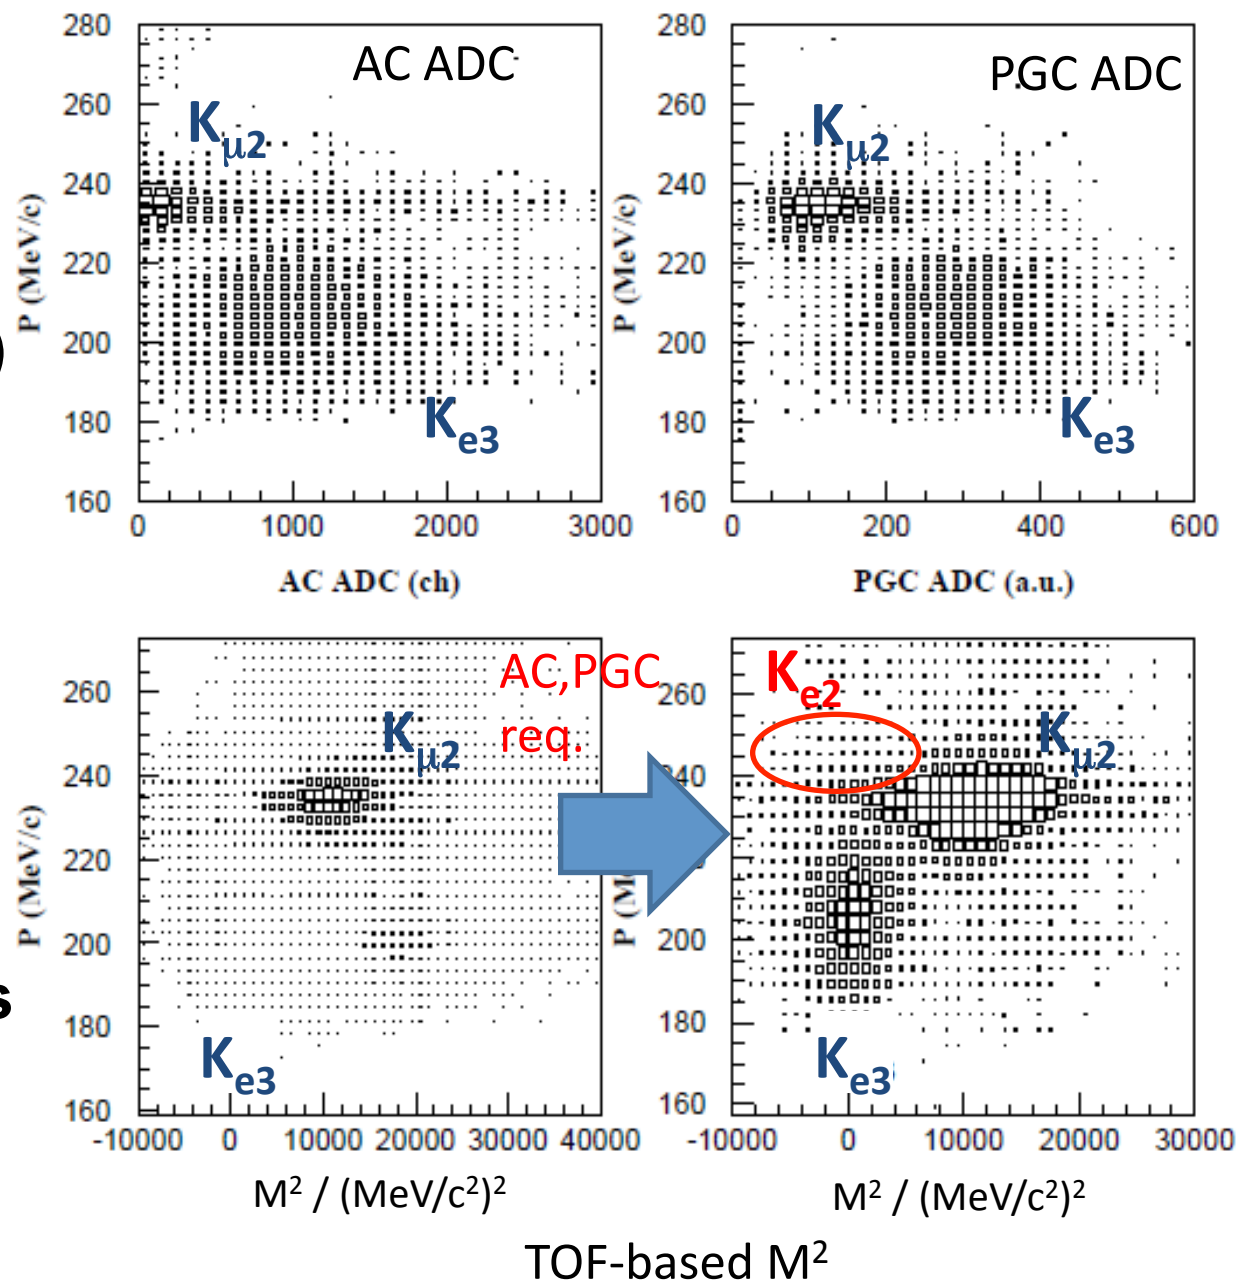 280
260
240
220
200
180
160
P (MeV/c)
AC ADC
Kμ2
Ke3
0 1000 2000 3000
AC ADC (ch)
280
260
240
220
200
180
160
P (MeV/c)
PGC ADC
Kμ2
Ke3
0 200 400 600
PGC ADC (a.u.)
)
s
260
240
220
200
180
160
P (MeV/c)
Kμ2
Ke3
AC,PGC
req.
-10000 0 10000 20000 30000 40000
M² / (MeV/c²)²
260
240
200
180
160
Ke2
Kμ2
Ke3
-10000 0 10000 20000 30000
M² / (MeV/c²)²
TOF-based M²